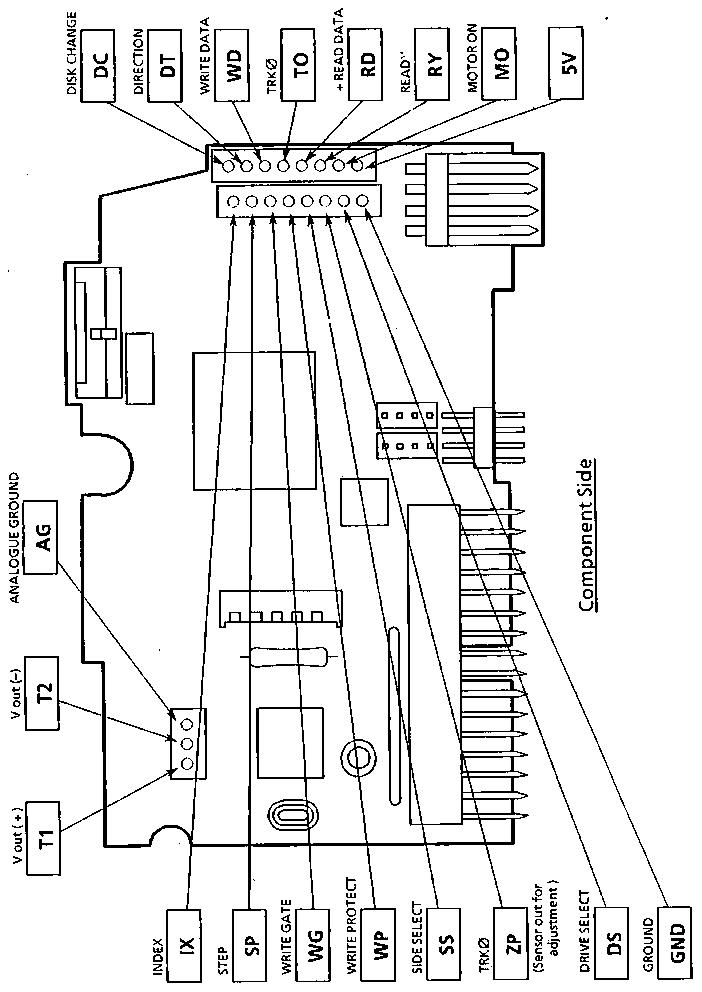 DISK CHANGE
DC
DIRECTION
DT
WRITE DATA
WD
TRKØ
TO
+ READ DATA
RD
READ''
RY
MOTOR ON
MO
5V
ANALOGUE GROUND
AG
V out (–)
T2
V out (+)
T1
INDEX
IX
STEP
SP
WRITE GATE
WG
WRITE PROTECT
WP
SIDE SELECT
SS
TRKØ
ZP
(Sensor out for
adjustment )
DRIVE SELECT
DS
GROUND
GND
Component Side